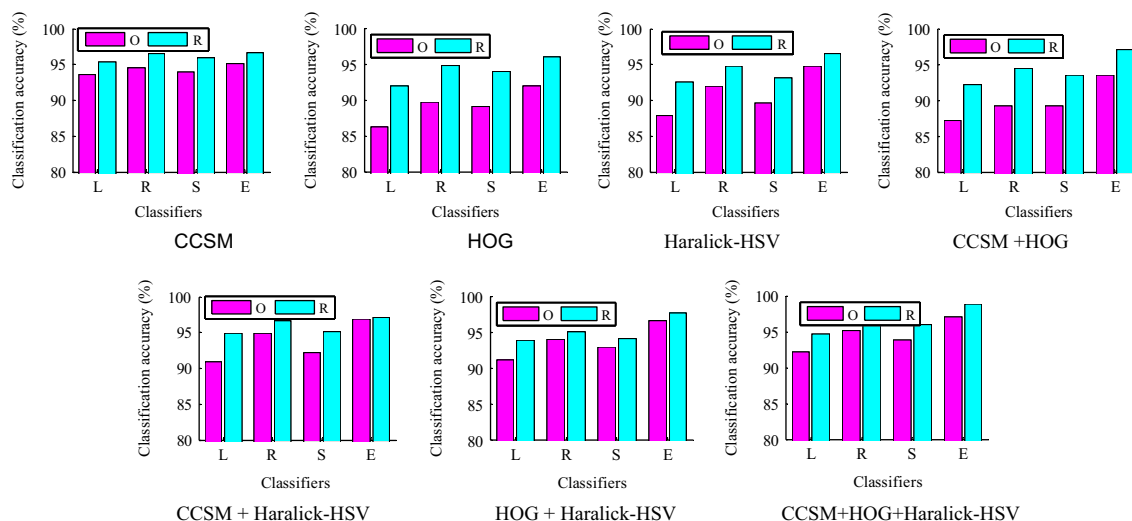 Classification accuracy (%)
100
95
90
85
80
O R
L R S E
Classifiers
CCSM
Classification accuracy (%)
100
95
90
85
80
O R
L R S E
Classifiers
HOG
Classification accuracy (%)
100
95
90
85
80
O R
L R S E
Classifiers
Haralick-HSV
Classification accuracy (%)
100
95
90
85
80
O R
L R S E
Classifiers
CCSM +HOG
Classification accuracy (%)
100
95
90
85
80
O R
L R S E
Classifiers
CCSM + Haralick-HSV
Classification accuracy (%)
100
95
90
85
80
O R
L R S E
Classifiers
HOG + Haralick-HSV
Classification accuracy (%)
100
95
90
85
80
O R
L R S E
Classifiers
CCSM+HOG+Haralick-HSV